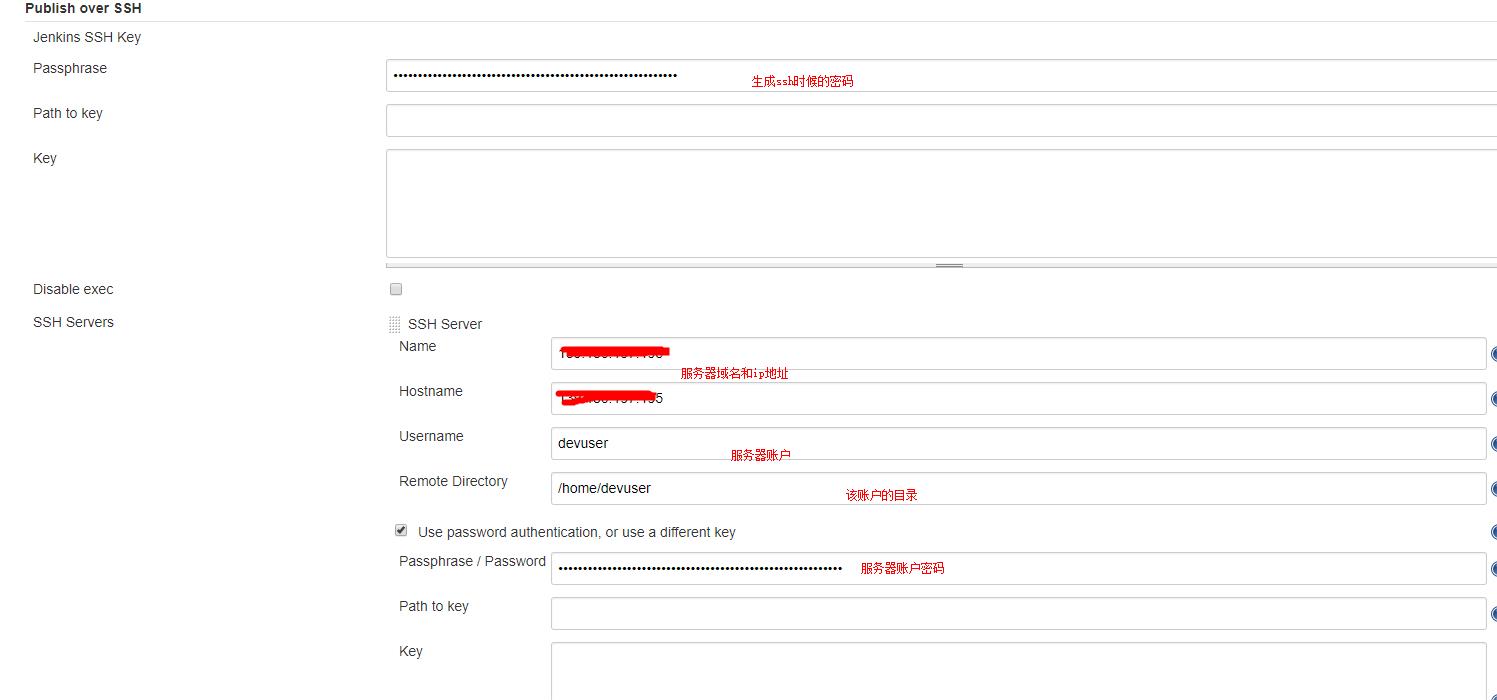 Publish over SSH
Jenkins SSH Key
Passphrase
生成ssh时候的密码
Path to key
Key
Disable exec
SSH Servers
SSH Server
Name
服务器域名和ip地址
Hostname
Username
devuser
服务器账户
Remote Directory
/home/devuser
该账户的目录
Use password authentication, or use a different key
Passphrase / Password
服务器账户密码
Path to key
Key